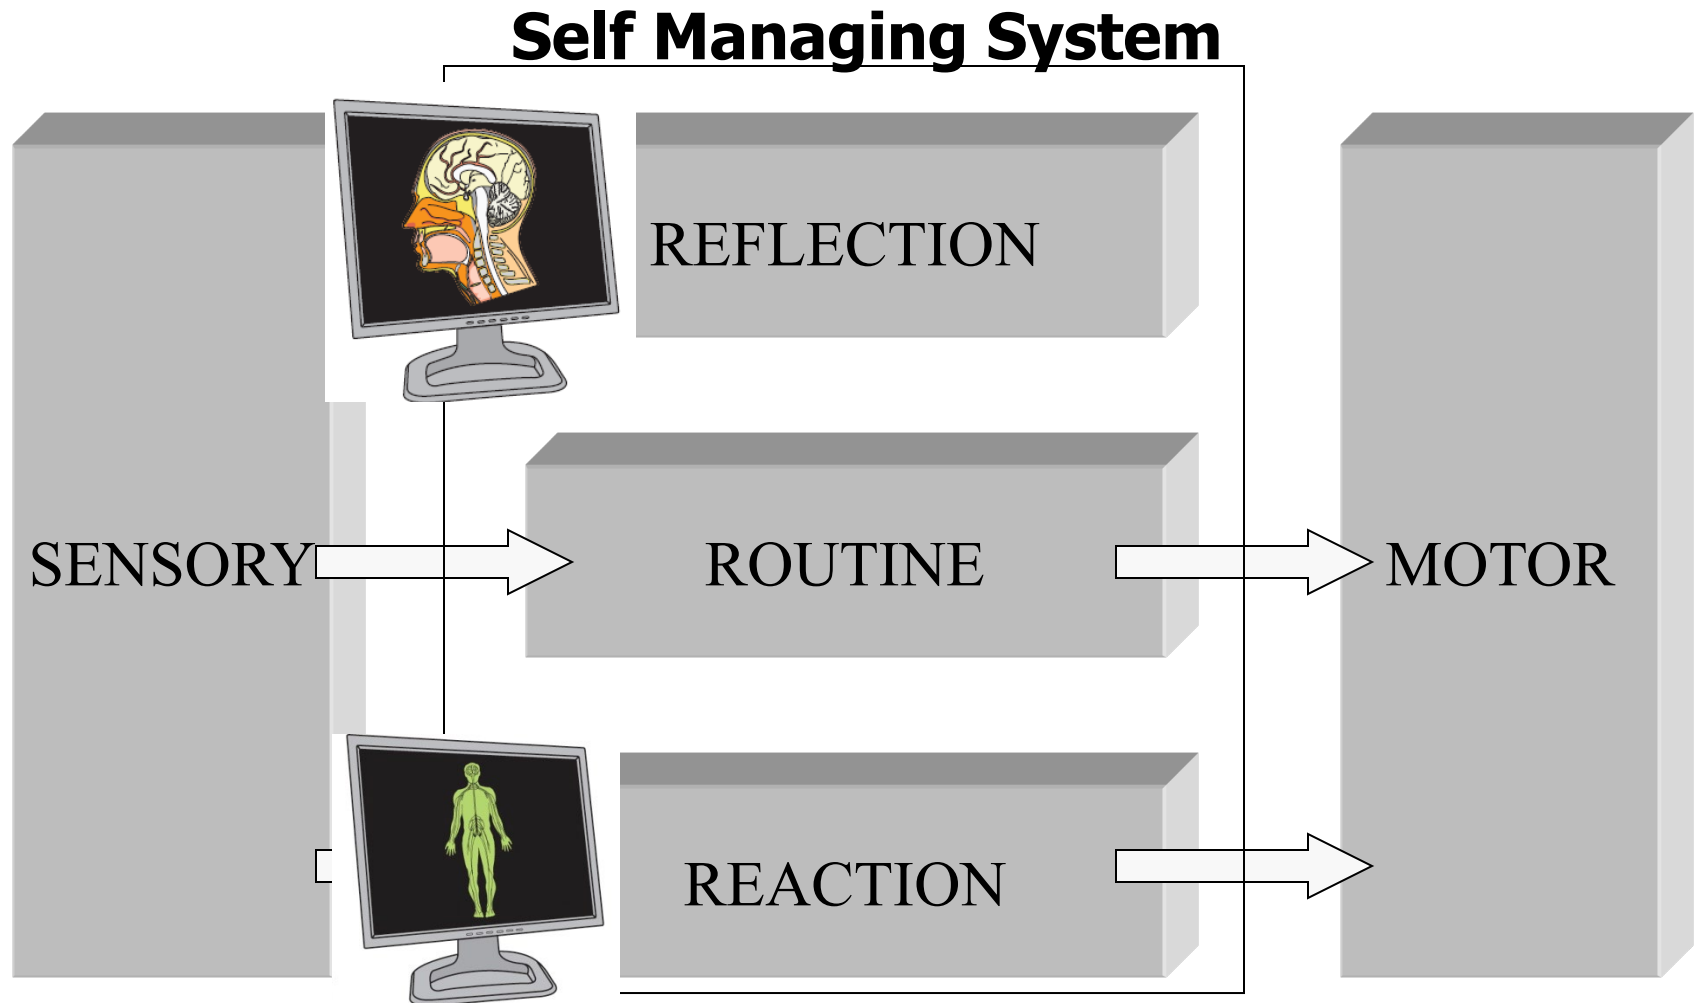 Self Managing System
REFLECTION
SENSORY
ROUTINE
MOTOR
REACTION